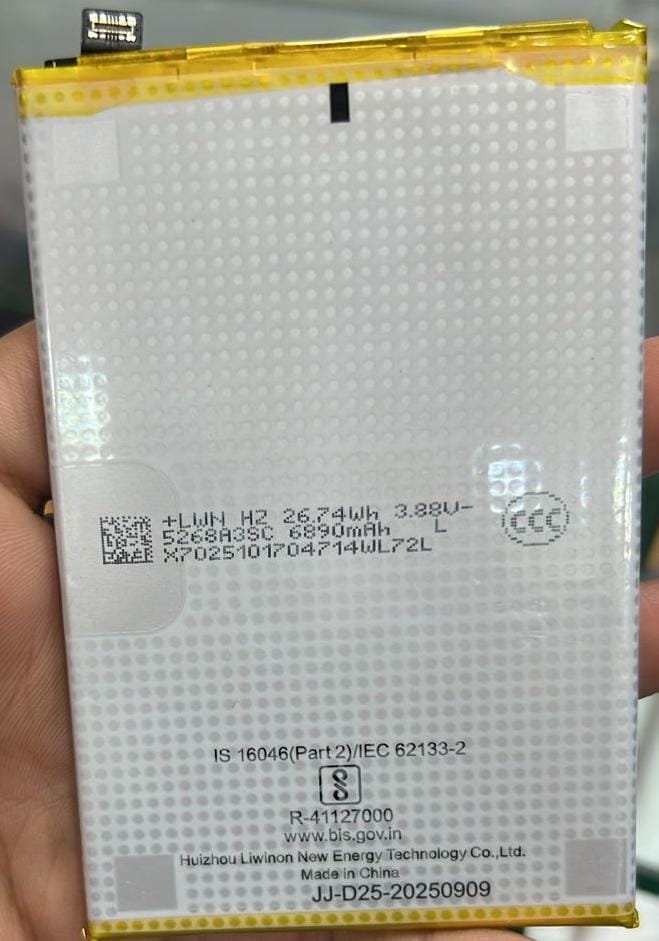 +LWN H2 26.74Wh 3.88V-
5268A3SC 6890mAh L
X7025101704714WL72L
CCC
IS 16046(Part 2)/IEC 62133-2
R-41127000
www.bis.gov.in
Huizhou Liwinon New Energy Technology Co.,Ltd.
Made in China
JJ-D25-20250909